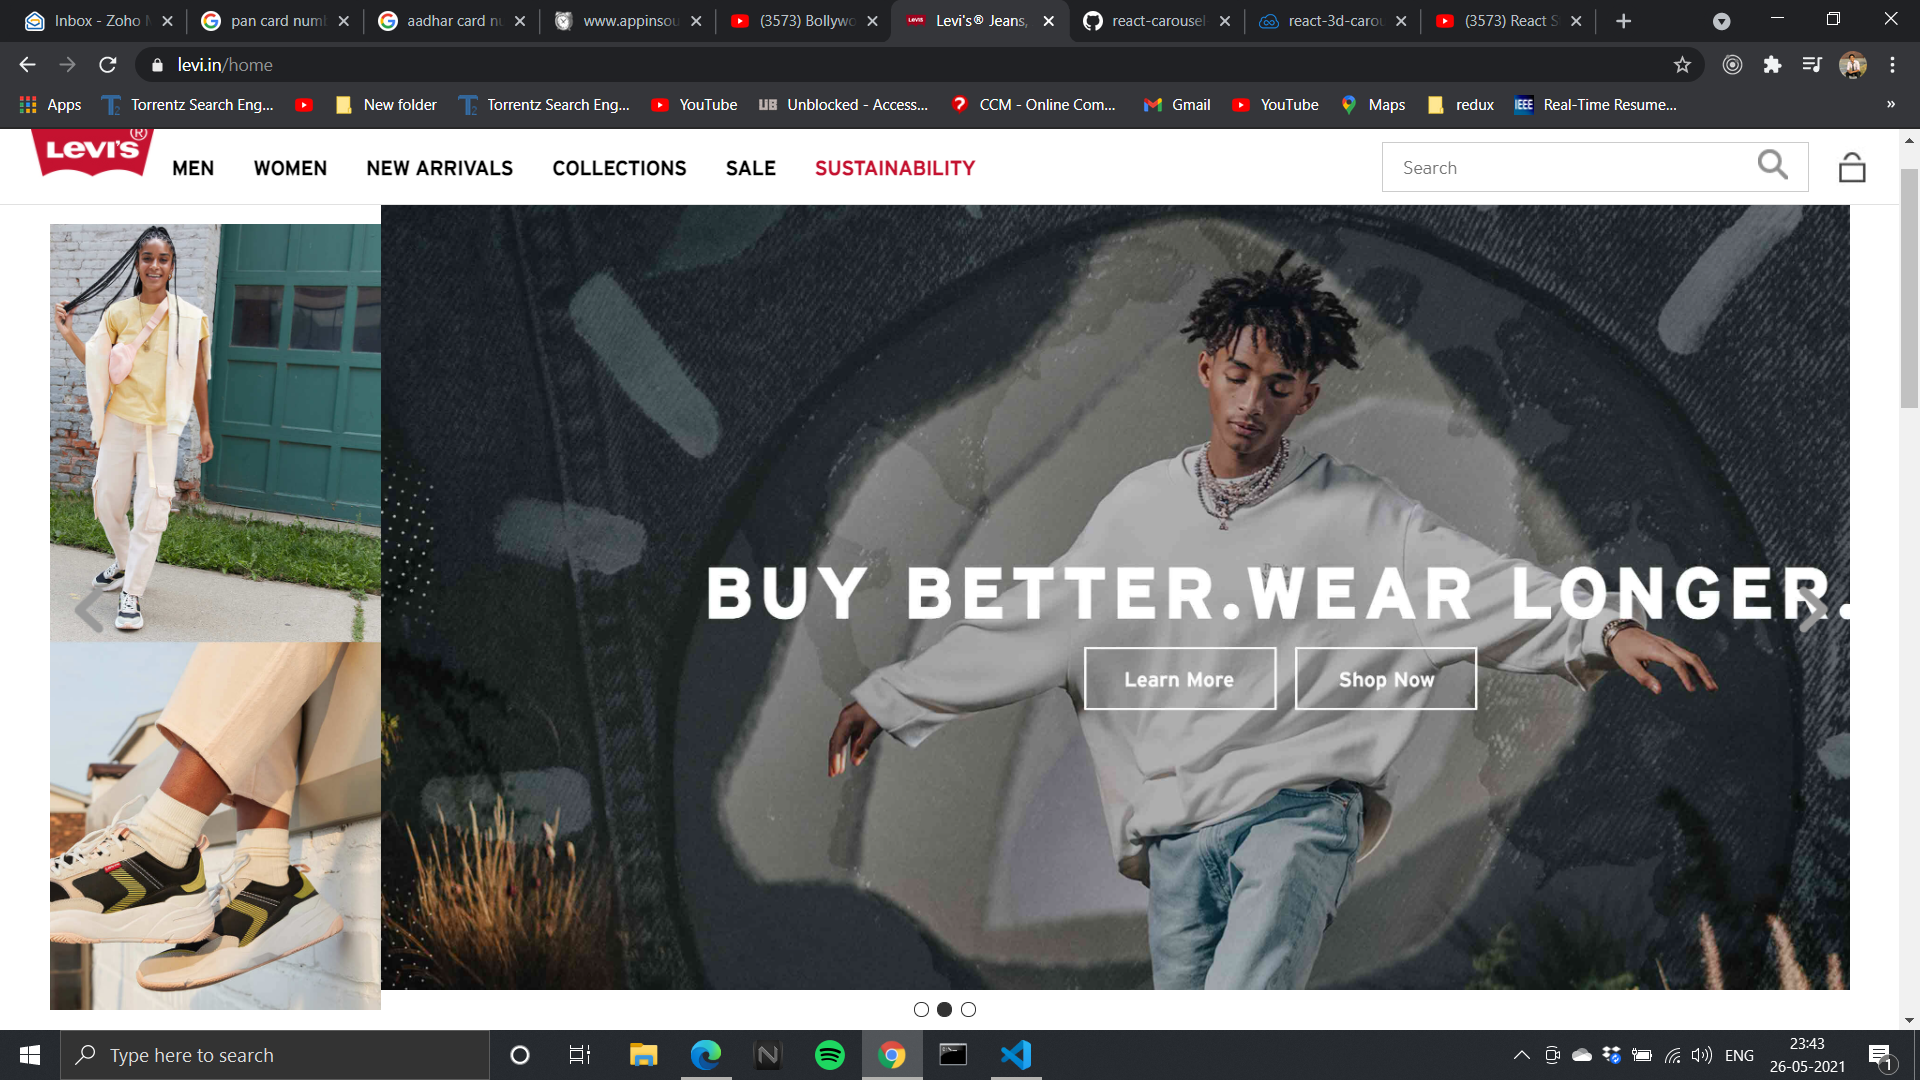 Inbox - Zoho M
pan card numb
aadhar card nu
www.appinsou
(3573) Bollywo
Levi's® Jeans,
react-carousel
react-3d-carou
(3573) React S
levi.in/home
Apps
Torrentz Search Eng...
New folder
Torrentz Search Eng...
YouTube
UB
Unblocked - Access...
CCM - Online Com...
Gmail
YouTube
Maps
redux
IEEE
Real-Time Resume...
»
LEVI'S ®
MEN
WOMEN
NEW ARRIVALS
COLLECTIONS
SALE
SUSTAINABILITY
Search
BUY BETTER.WEAR LONGER.
Learn More
Shop Now
Type here to search
ENG
23:43
26-05-2021
1